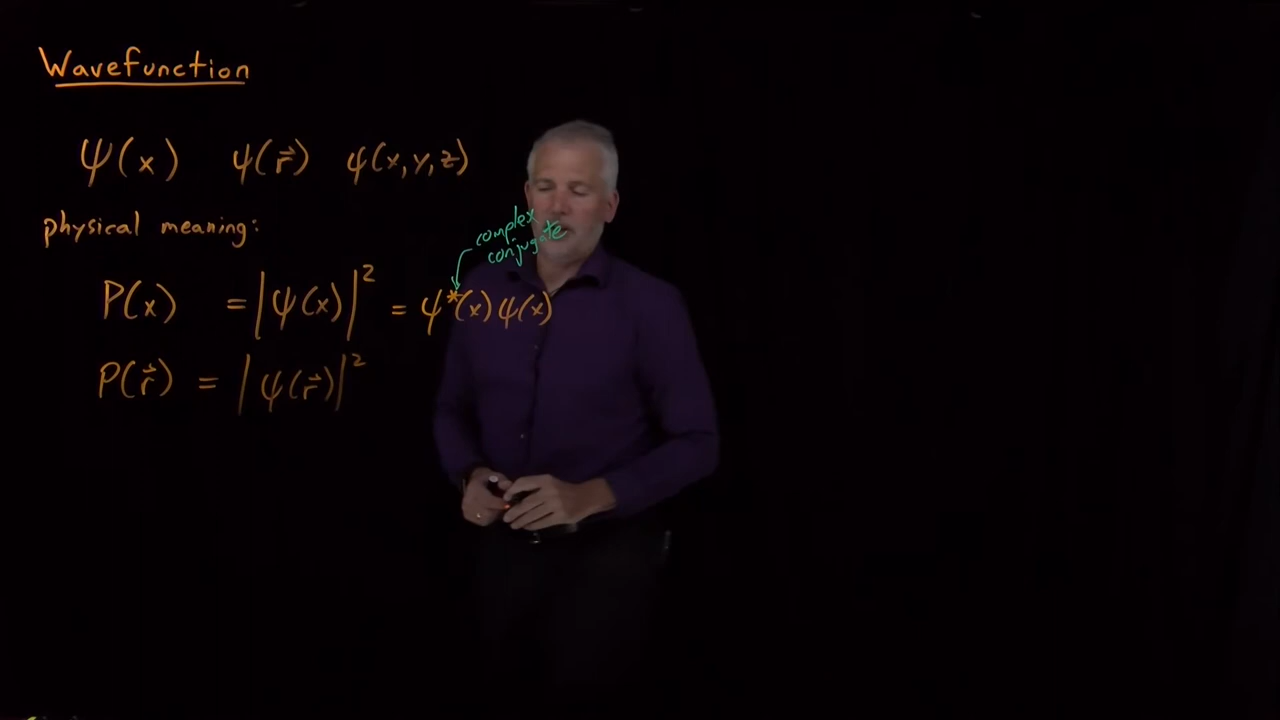 Wavefunction
ψ(x) ψ(r⃗) ψ(x,y,z)
physical meaning:
complex
conjugate
P(x) = |ψ(x)|² = ψ*(x)ψ(x)
P(r⃗) = |ψ(r⃗)|²